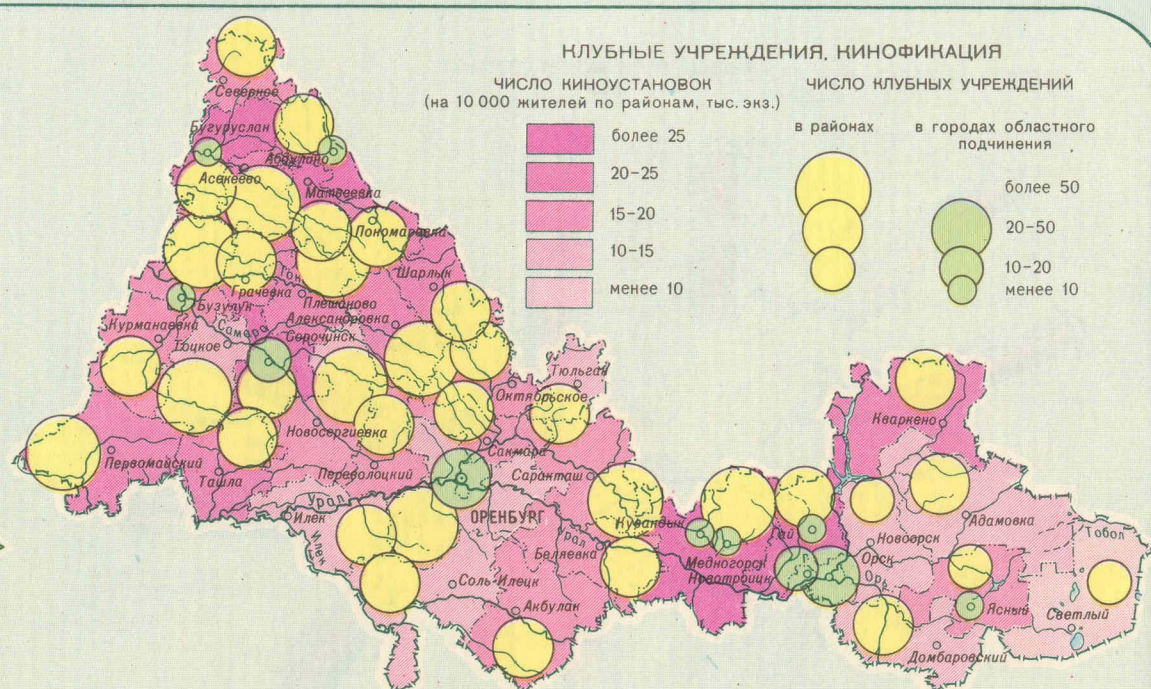 КЛУБНЫЕ УЧРЕЖДЕНИЯ, КИНОФИКАЦИЯ
ЧИСЛО КИНОУСТАНОВОК
(на 10 000 жителей по районам, тыс. экз.)
более 25
20-25
15-20
10-15
менее 10
ЧИСЛО КЛУБНЫХ УЧРЕЖДЕНИЙ
в районах
в городах областного
подчинения
более 50
20-50
10-20
менее 10
Северное
Бугуруслан
Абдулино
Асекеево
Матвеевка
Пономаревка
Шарлык
Грачевка
Плешаново
Бузулук
Александровка
Курманаевка
Самара
Сорочинск
Тоцкое
Тюльган
Октябрьское
Кваркено
Новосергиевка
Сакмара
Первомайский
Переволоцкий
Ташла
Саракташ
Урал
Илек
ОРЕНБУРГ
Илек
Урал
Беляевка
Кувандык
Гай
Адамовка
Новоорск
Тобол
Медногорск
Новотроицк
Орск
Соль-Илецк
Орь
Акбулак
Ясный
Светлый
Домбаровский